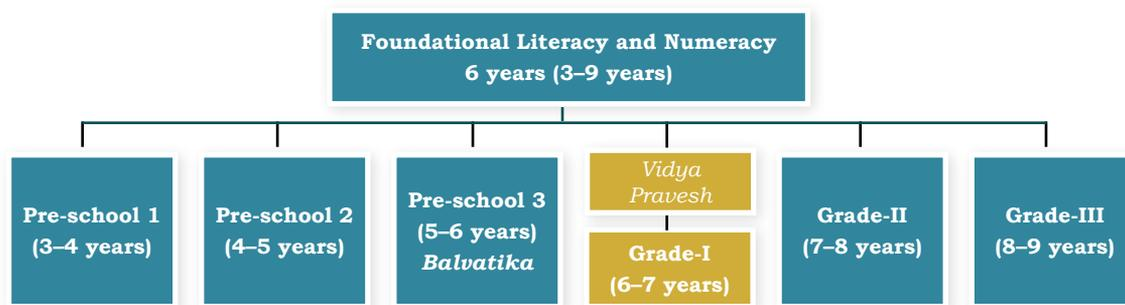 Foundational Literacy and Numeracy
6 years (3–9 years)
Pre-school 1
(3–4 years)
Pre-school 2
(4–5 years)
Pre-school 3
(5–6 years)
Balvatika
Vidya
Pravesh
Grade-I
(6–7 years)
Grade-II
(7–8 years)
Grade-III
(8–9 years)